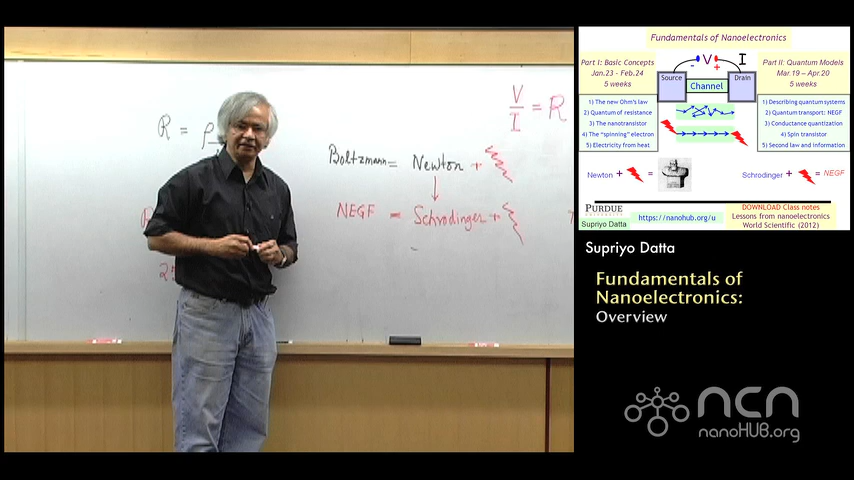 V
I = R
R = ρ
Boltzmann = Newton +
NEGF = Schrodinger +
Fundamentals of Nanoelectronics
Part I: Basic Concepts
Jan.23 - Feb.24
5 weeks
1) The new Ohm's law
2) Quantum of resistance
3) The nanotransistor
4) The "spinning" electron
5) Electricity from heat
- V +
I
Source
Channel
Drain
Part II: Quantum Models
Mar 19 – Apr 20
5 weeks
1) Describing quantum systems
2) Quantum transport: NEGF
3) Conductance quantization
4) Spin transistor
5) Second law and information
Newton + =
Schrodinger + = NEGF
PURDUE
Supriyo Datta
https://nanohub.org/u
DOWNLOAD Class notes
Lessons from nanoelectronics
World Scientific (2012)
Supriyo Datta
Fundamentals of
Nanoelectronics:
Overview
ncn
nanoHUB.org